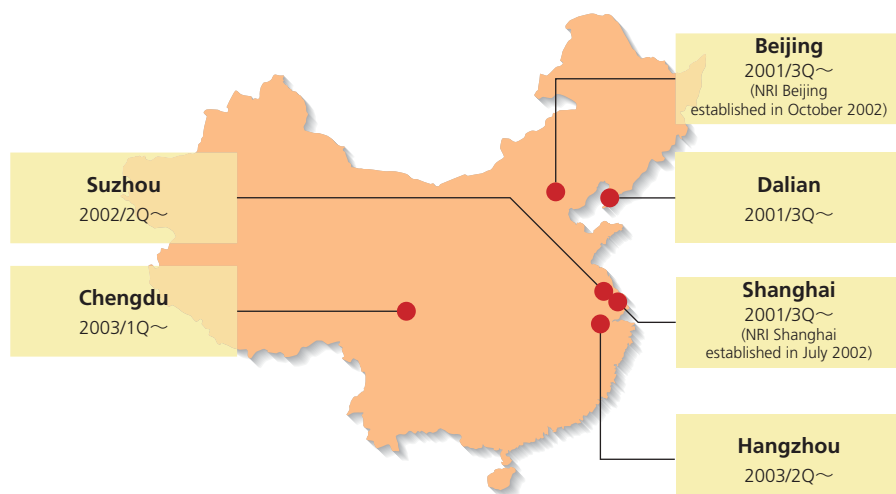 Beijing
2001/3Q～
(NRI Beijing
established in October 2002)
Suzhou
2002/2Q～
Dalian
2001/3Q～
Chengdu
2003/1Q～
Shanghai
2001/3Q～
(NRI Shanghai
established in July 2002)
Hangzhou
2003/2Q～